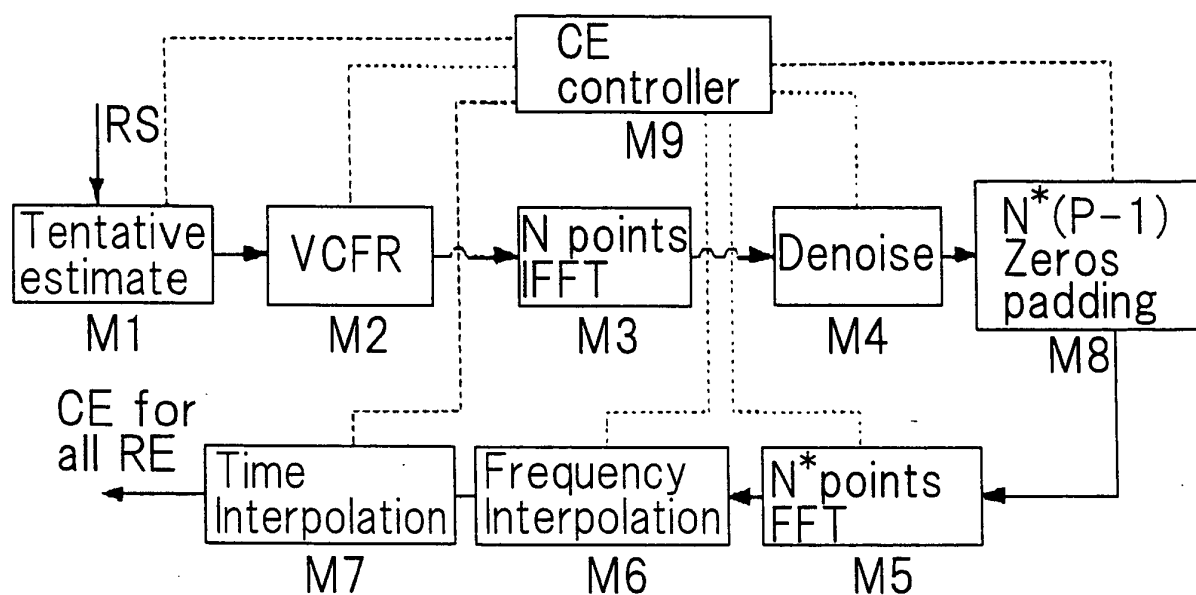 CE
controller
M9
RS
Tentative
estimate
M1
VCFR
M2
N points
IFFT
M3
Denoise
M4
N*(P-1)
Zeros
padding
M8
CE for
all RE
Time
Interpolation
M7
Frequency
Interpolation
M6
N*points
FFT
M5